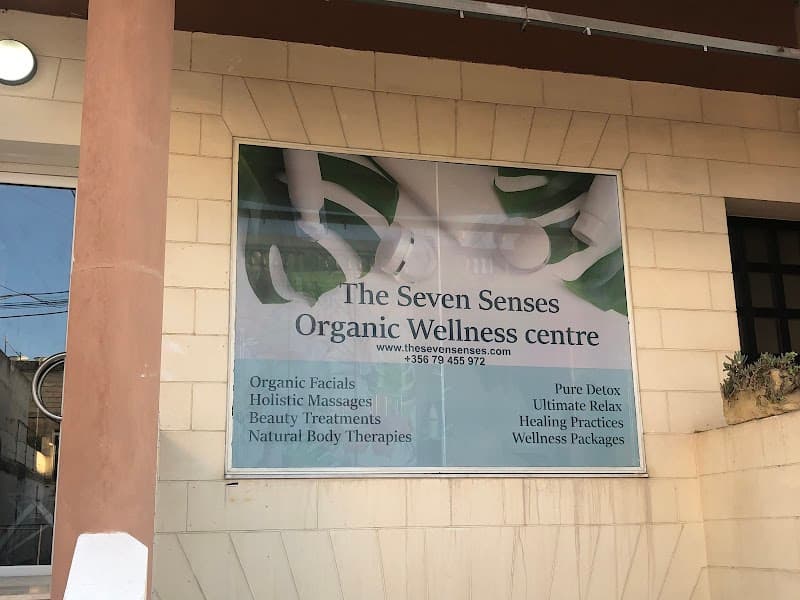 The Seven Senses
Organic Wellness centre
www.thesevensenses.com
+356 79 455 972
Organic Facials
Holistic Massages
Beauty Treatments
Natural Body Therapies
Pure Detox
Ultimate Relax
Healing Practices
Wellness Packages